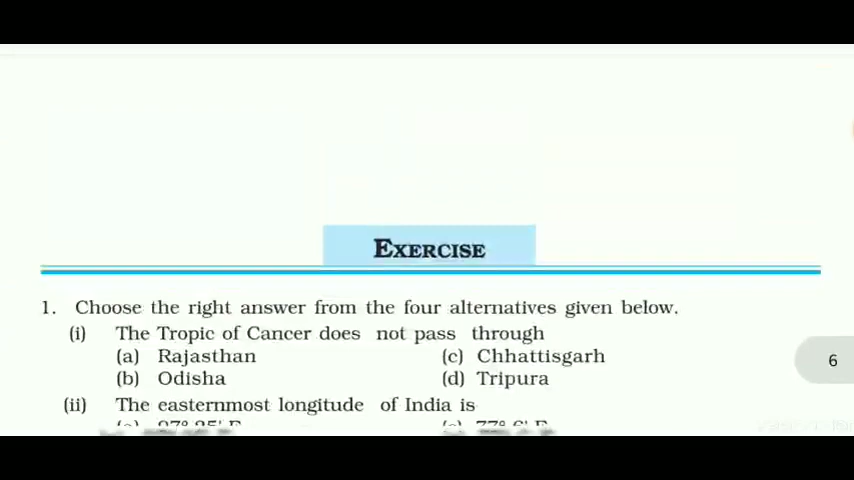 EXERCISE
1. Choose the right answer from the four alternatives given below.
(i) The Tropic of Cancer does not pass through
(a) Rajasthan (c) Chhattisgarh
(b) Odisha (d) Tripura
6
(ii) The easternmost longitude of India is